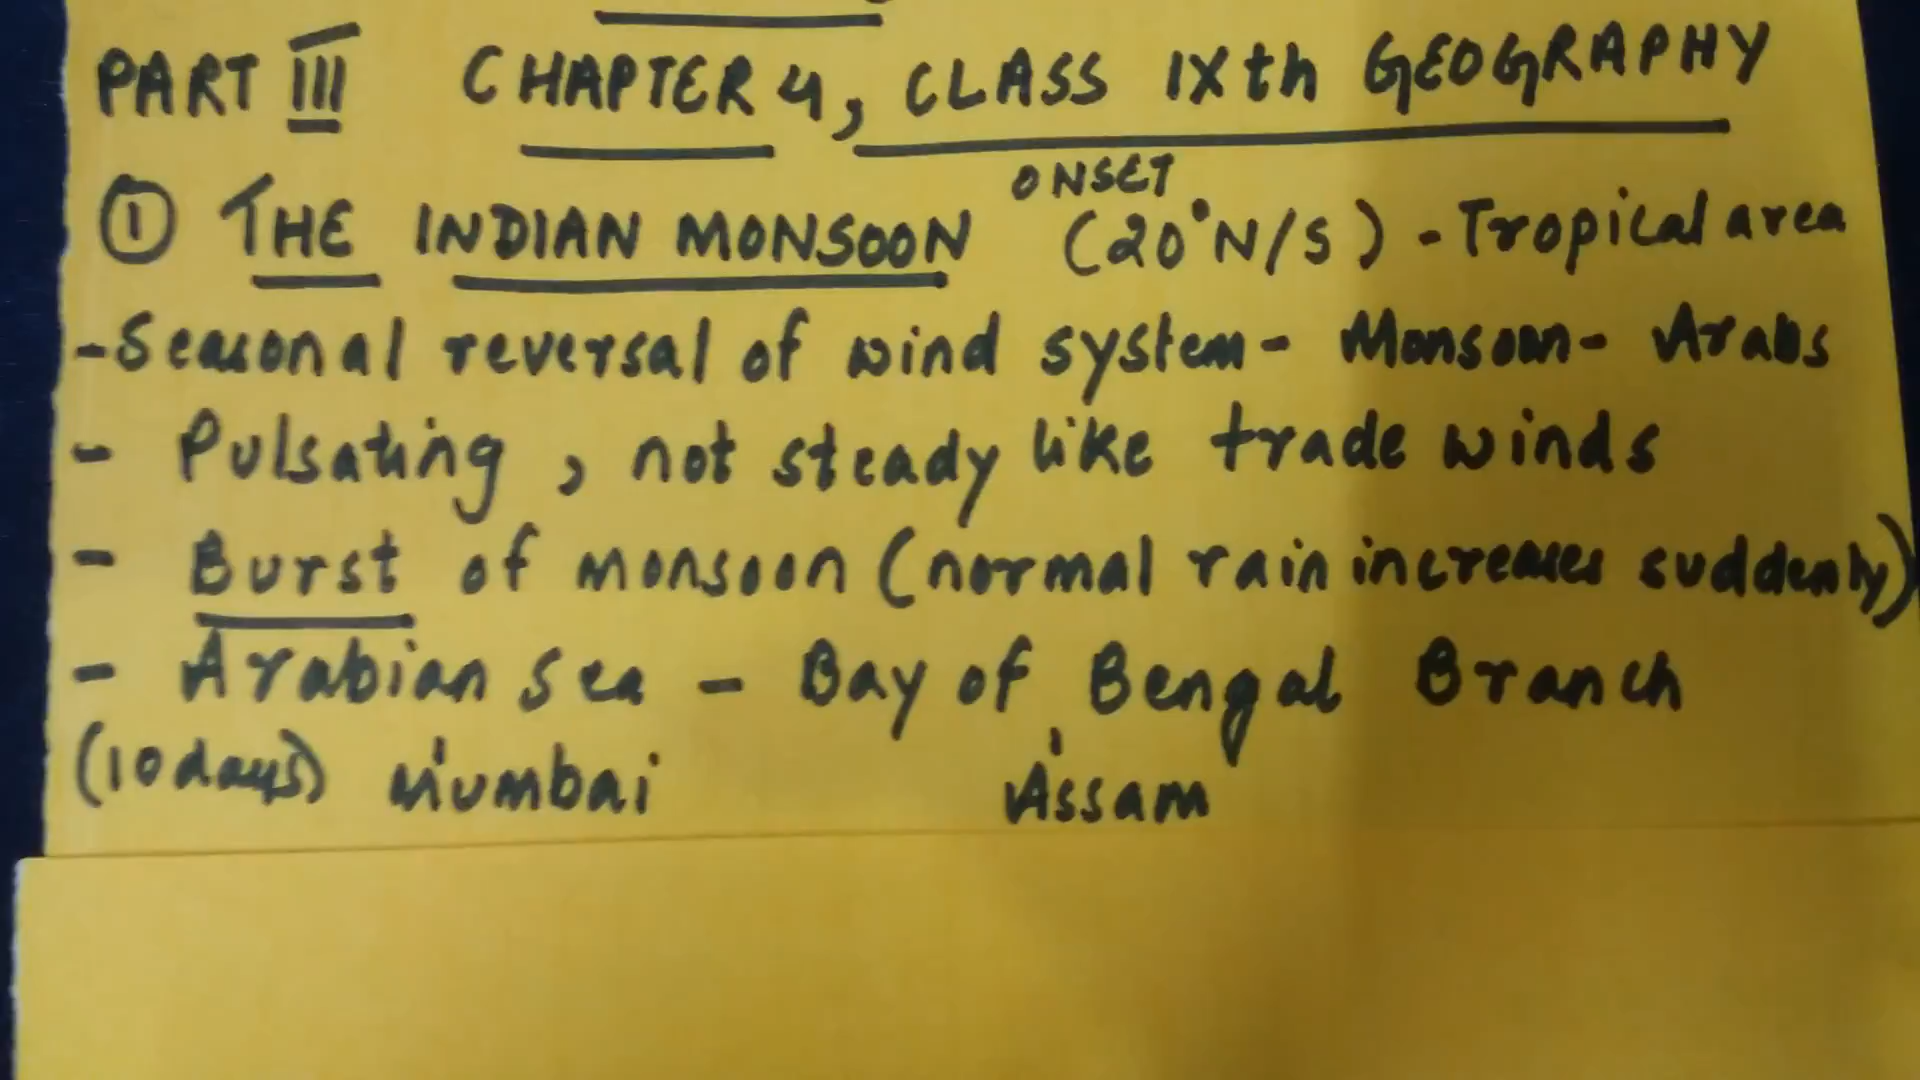 PART III CHAPTER 4, CLASS IXth GEOGRAPHY
ONSET
① THE INDIAN MONSOON (20°N/S) - Tropical area
- Seasonal reversal of wind system - Monsoon - Arabs
- Pulsating, not steady like trade winds
- Burst of monsoon (normal rain increases suddenly)
- Arabian sea - Bay of Bengal Branch
(10 days) Mumbai Assam